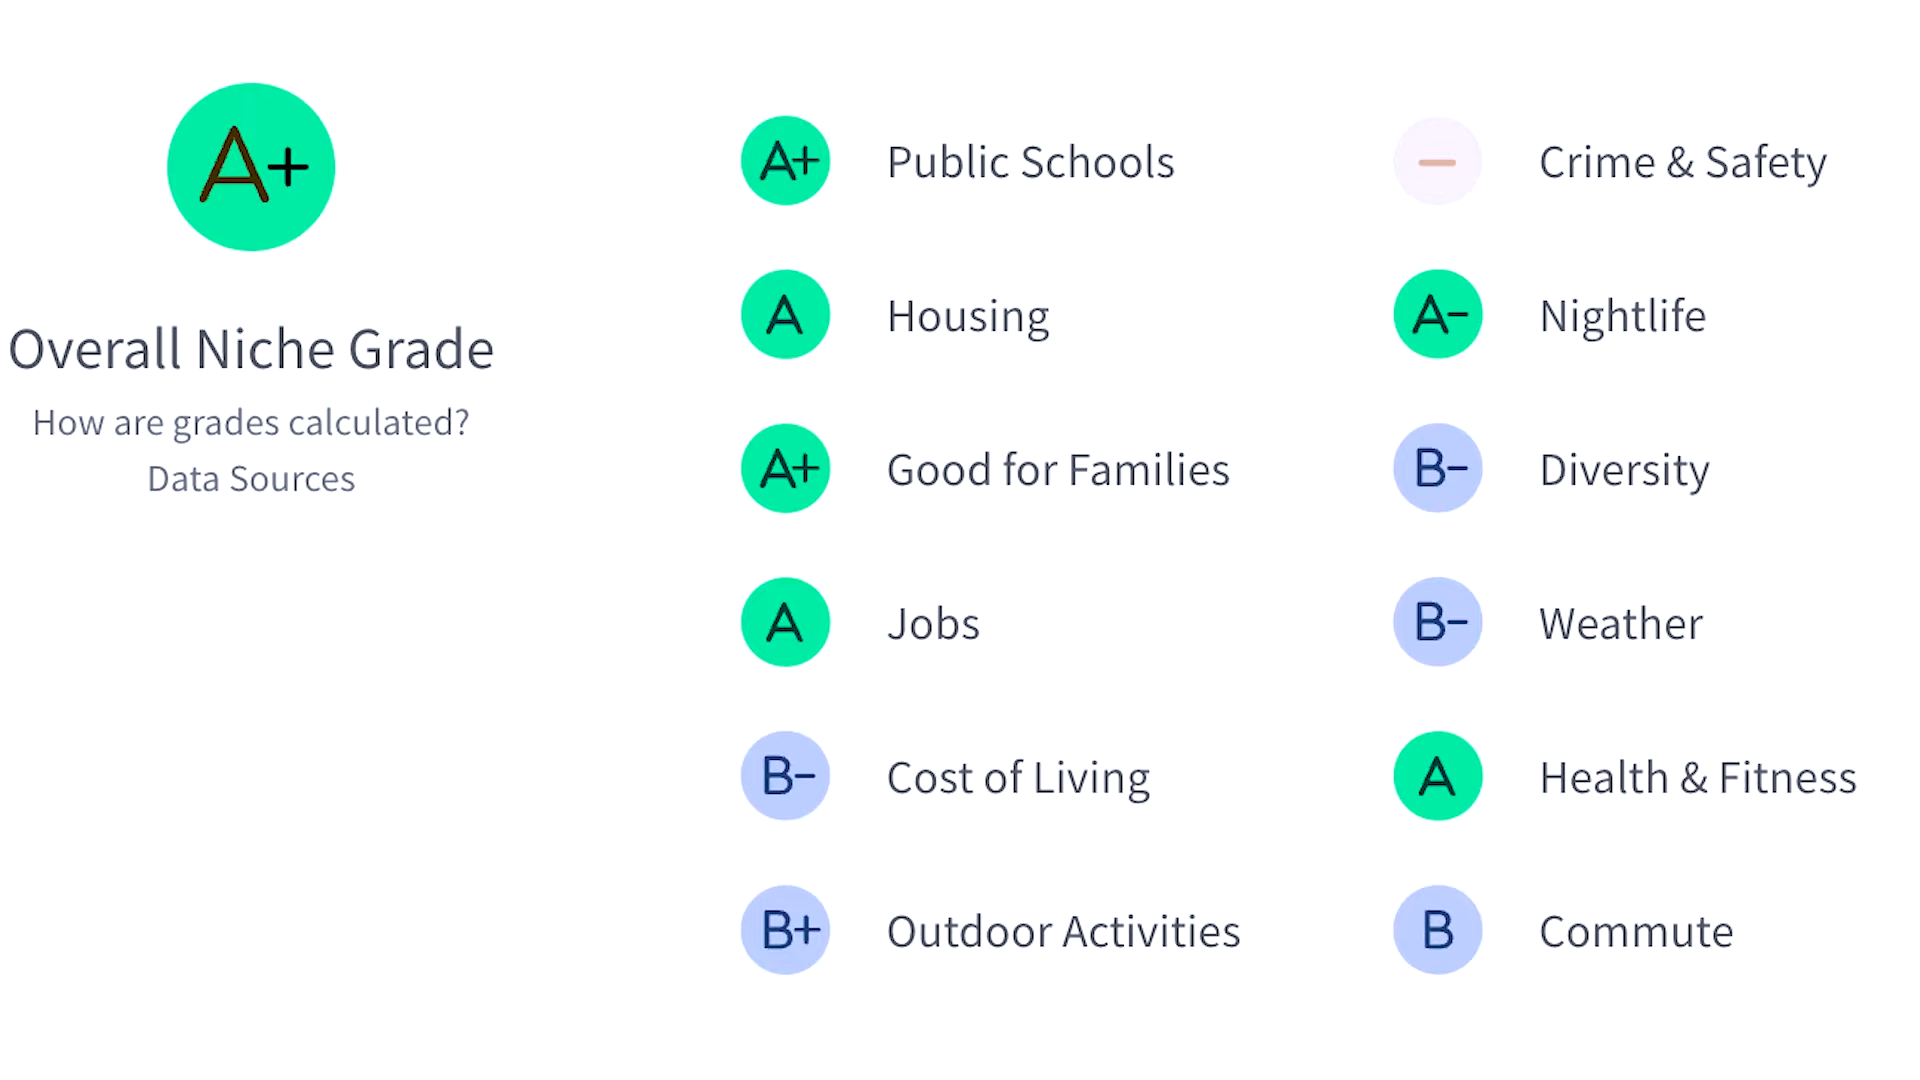 A+
Overall Niche Grade
How are grades calculated?
Data Sources
A+ Public Schools
A Housing
A+ Good for Families
A Jobs
B− Cost of Living
B+ Outdoor Activities
− Crime & Safety
A− Nightlife
B− Diversity
B− Weather
A Health & Fitness
B Commute